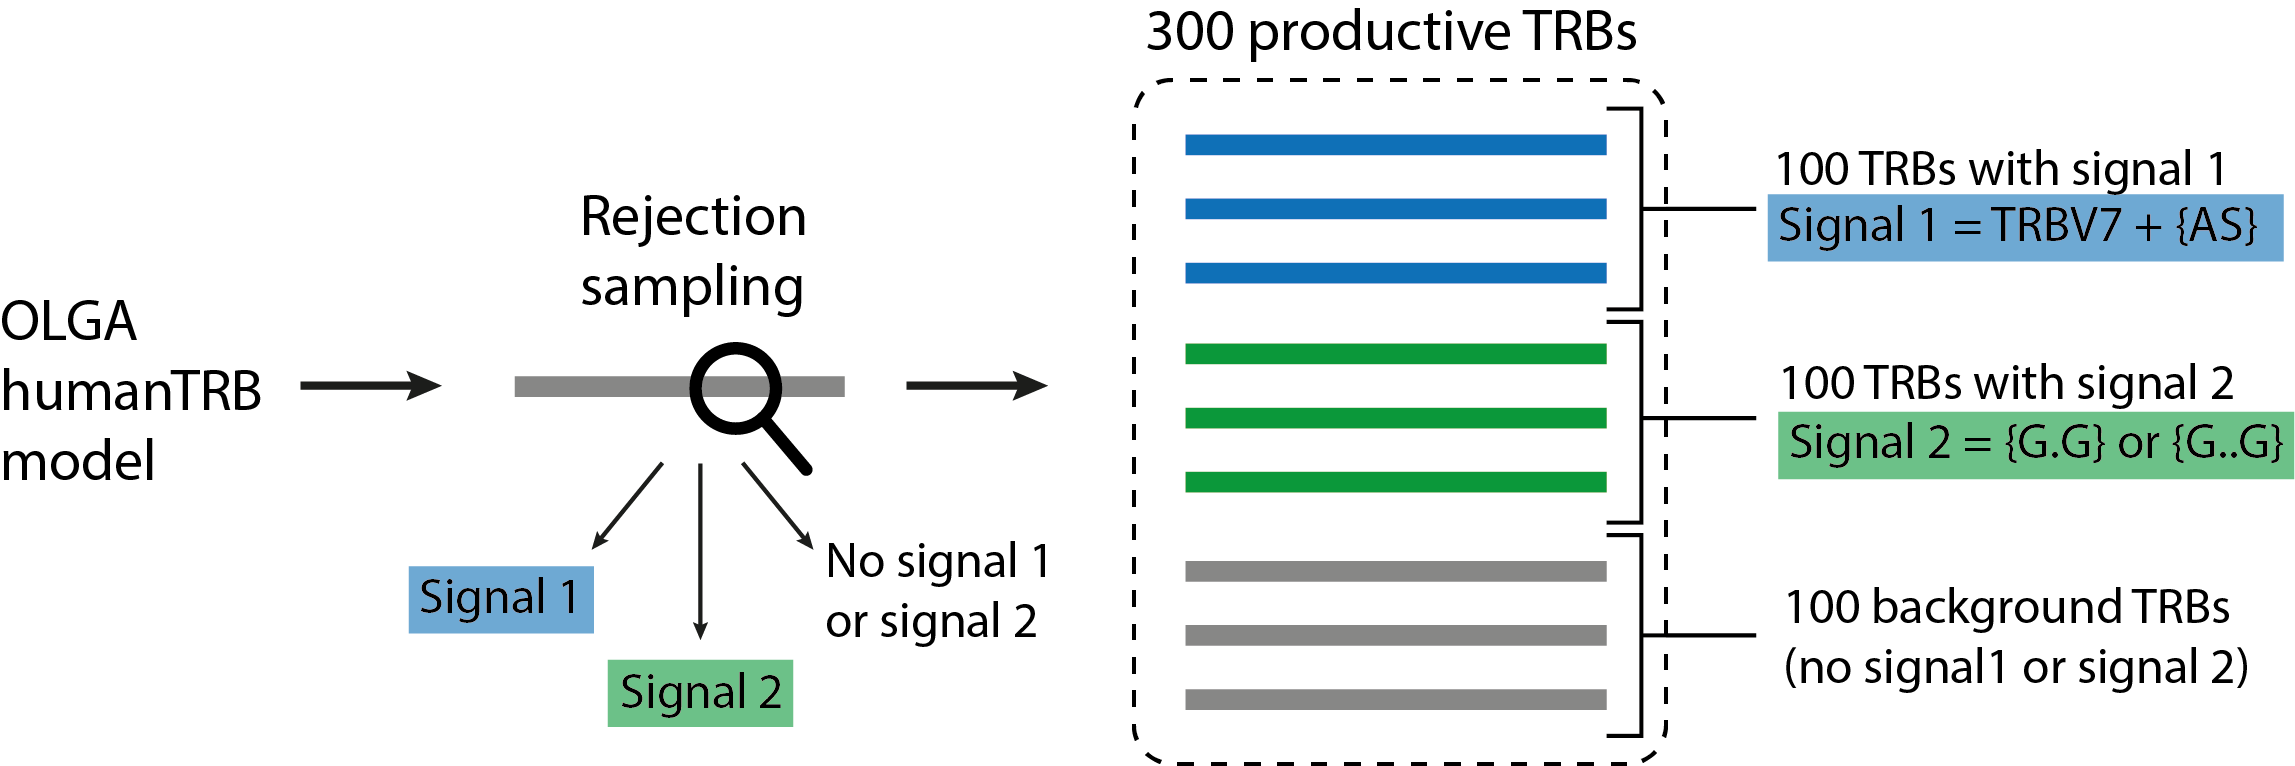 OLGA
humanTRB
model
Rejection
sampling
Signal 1
Signal 2
No signal 1
or signal 2
300 productive TRBs
100 TRBs with signal 1
Signal 1 = TRBV7 + {AS}
100 TRBs with signal 2
Signal 2 = {G.G} or {G..G}
100 background TRBs
(no signal1 or signal 2)